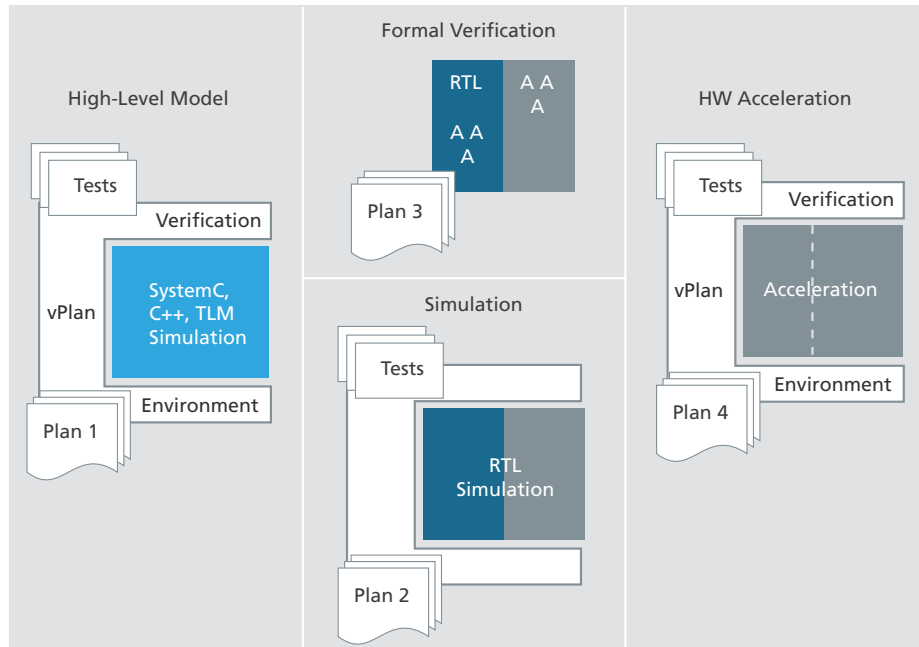 High-Level Model
Tests
Verification
vPlan
SystemC,
C++, TLM
Simulation
Environment
Plan 1
Formal Verification
RTL
A A
A
A A
A
Plan 3
Simulation
Tests
RTL
Simulation
Plan 2
HW Acceleration
Tests
Verification
vPlan
Acceleration
Environment
Plan 4